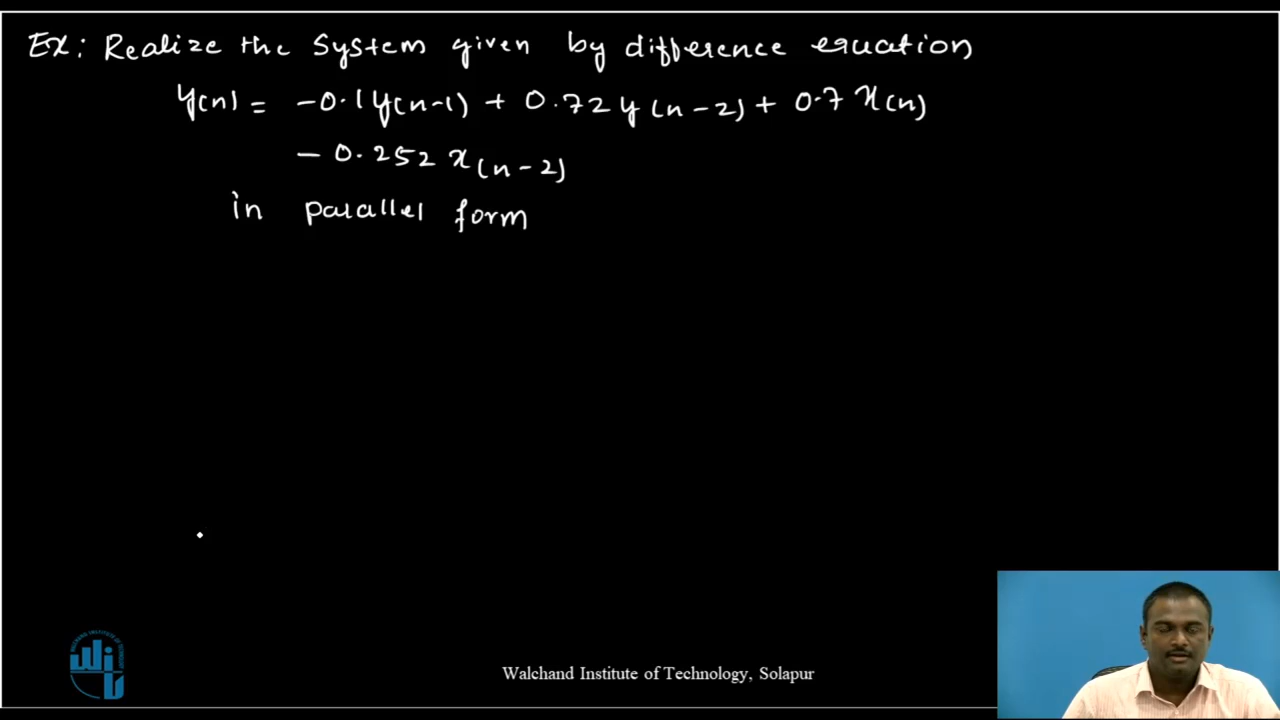 Ex: Realize the System given by difference equation
y(n) = -0.1y(n-1) + 0.72y(n-2) + 0.7x(n)
- 0.252x(n-2)
in parallel form
Walchand Institute of Technology, Solapur